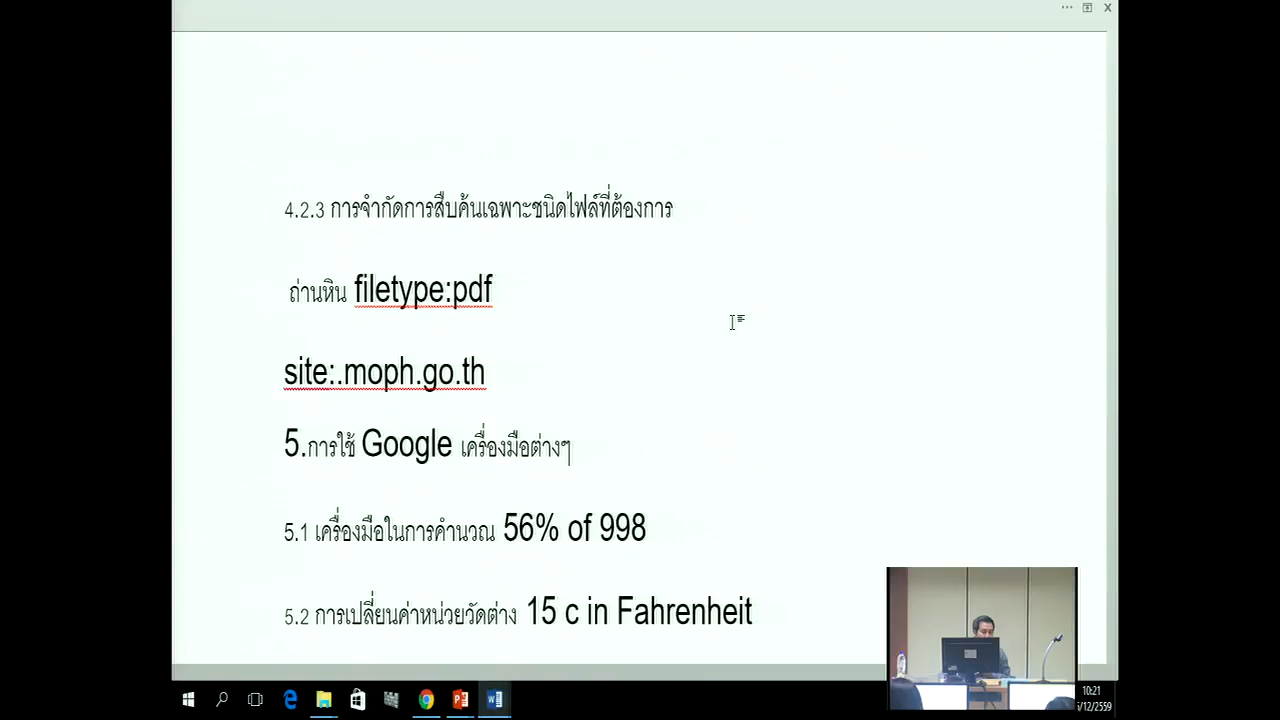 4.2.3 การจำกัดการสืบค้นเฉพาะชนิดไฟล์ที่ต้องการ
ถ่านหิน filetype:pdf
site:.moph.go.th
5.การใช้ Google เครื่องมือต่างๆ
5.1 เครื่องมือในการคำนวณ 56% of 998
5.2 การเปลี่ยนค่าหน่วยวัดต่าง 15 c in Fahrenheit
10:21
/12/2559